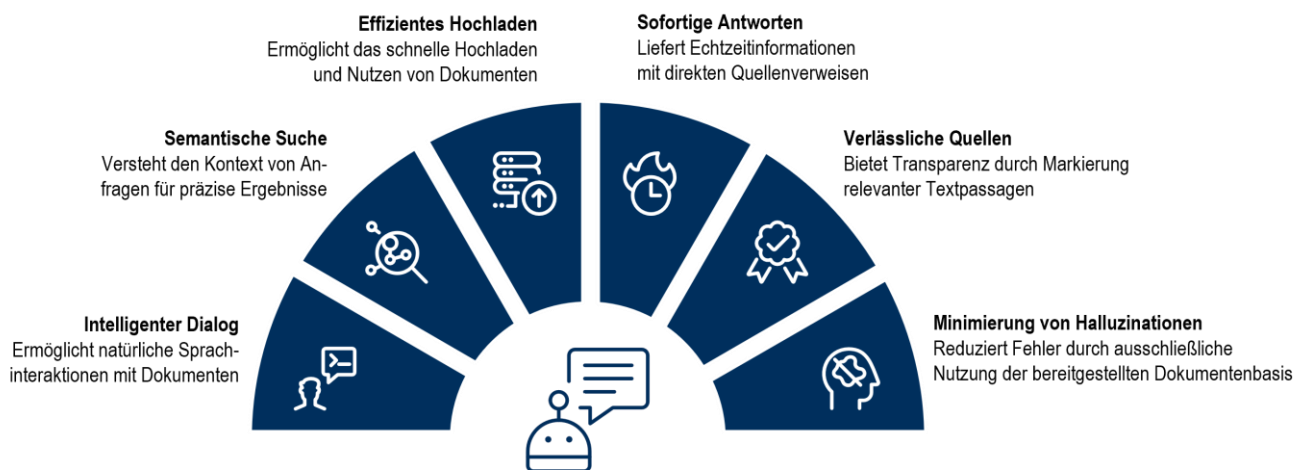 Effizientes Hochladen
Ermöglicht das schnelle Hochladen
und Nutzen von Dokumenten
Sofortige Antworten
Liefert Echtzeitinformationen
mit direkten Quellenverweisen
Semantische Suche
Versteht den Kontext von An-
fragen für präzise Ergebnisse
Verlässliche Quellen
Bietet Transparenz durch Markierung
relevanter Textpassagen
Intelligenter Dialog
Ermöglicht natürliche Sprach-
interaktionen mit Dokumenten
Minimierung von Halluzinationen
Reduziert Fehler durch ausschließliche
Nutzung der bereitgestellten Dokumentenbasis